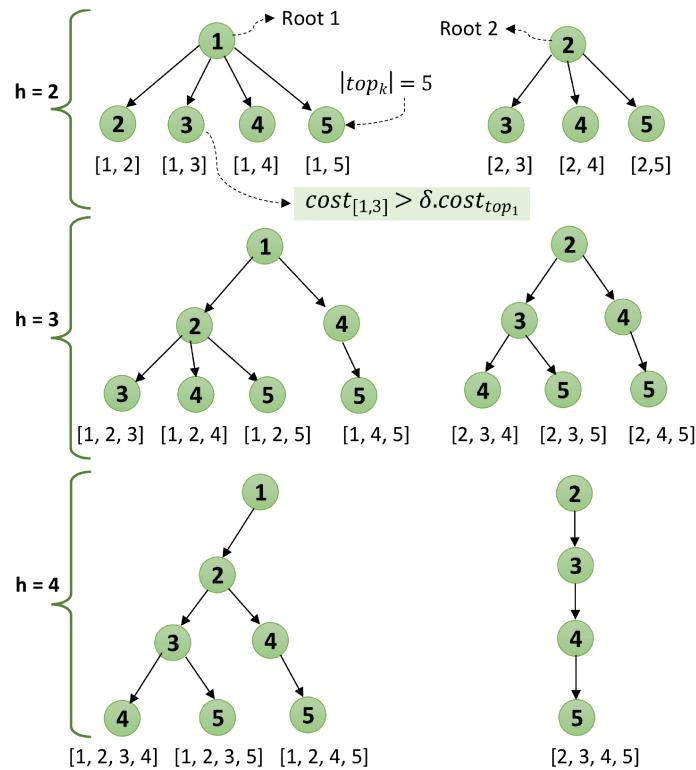 Root 1
1
Root 2
2
h = 2
|top_k| = 5
2 3 4 5
3 4 5
[1, 2] [1, 3] [1, 4] [1, 5]
[2, 3] [2, 4] [2,5]
cost_[1,3] > δ.cost_top_1
1
2
h = 3
2 4
3 4
3 4 5 5
4 5 5
[1, 2, 3] [1, 2, 4] [1, 2, 5] [1, 4, 5]
[2, 3, 4] [2, 3, 5] [2, 4, 5]
1
2
h = 4
2
3
3 4
4
4 5 5
5
[1, 2, 3, 4] [1, 2, 3, 5] [1, 2, 4, 5]
[2, 3, 4, 5]